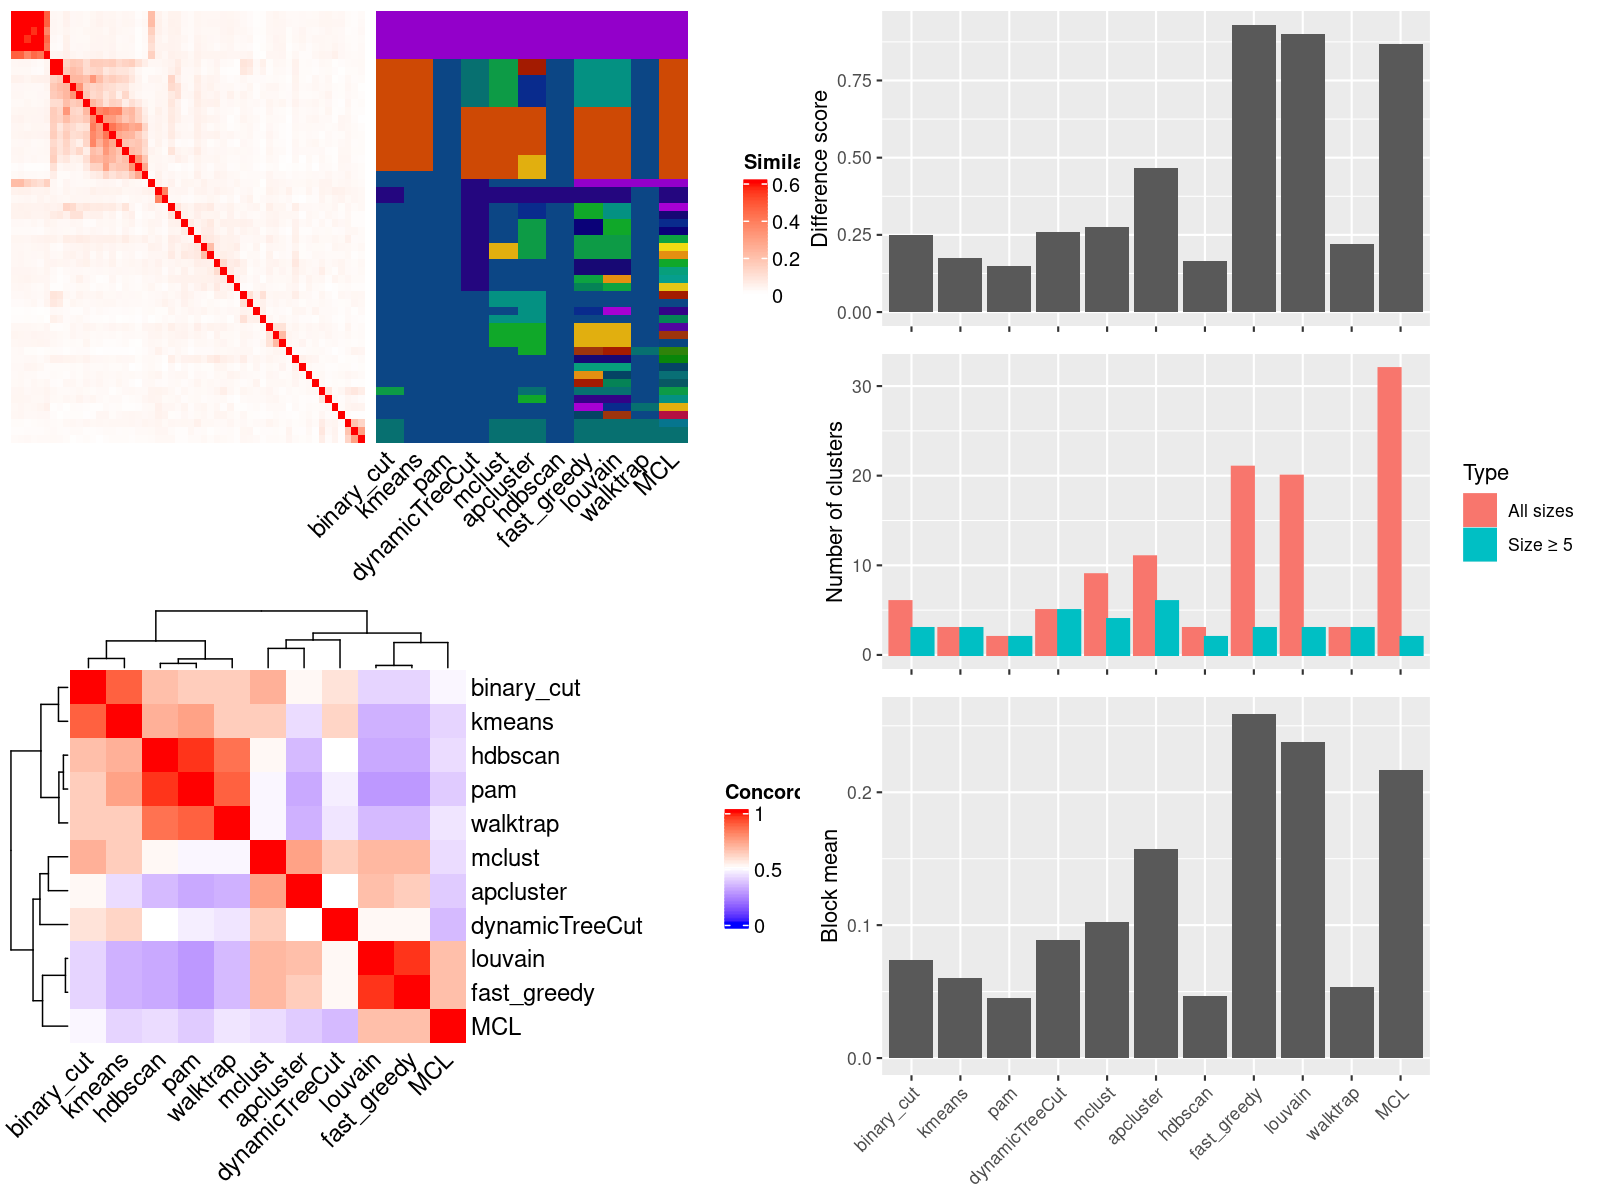 Simila
0.6
0.4
0.2
0
binary_cut
kmeans
pam
dynamicTreeCut
mclust
apcluster
hdbscan
fast_greedy
louvain
walktrap
MCL
binary_cut
kmeans
hdbscan
pam
walktrap
mclust
apcluster
dynamicTreeCut
louvain
fast_greedy
MCL
Concord
1
0.5
0
binary_cut
kmeans
hdbscan
pam
walktrap
mclust
apcluster
dynamicTreeCut
louvain
fast_greedy
MCL
Difference score
0.75
0.50
0.25
0.00
Number of clusters
30
20
10
0
Type
All sizes
Size ≥ 5
Block mean
0.2
0.1
0.0
binary_cut
kmeans
pam
dynamicTreeCut
mclust
apcluster
hdbscan
fast_greedy
louvain
walktrap
MCL